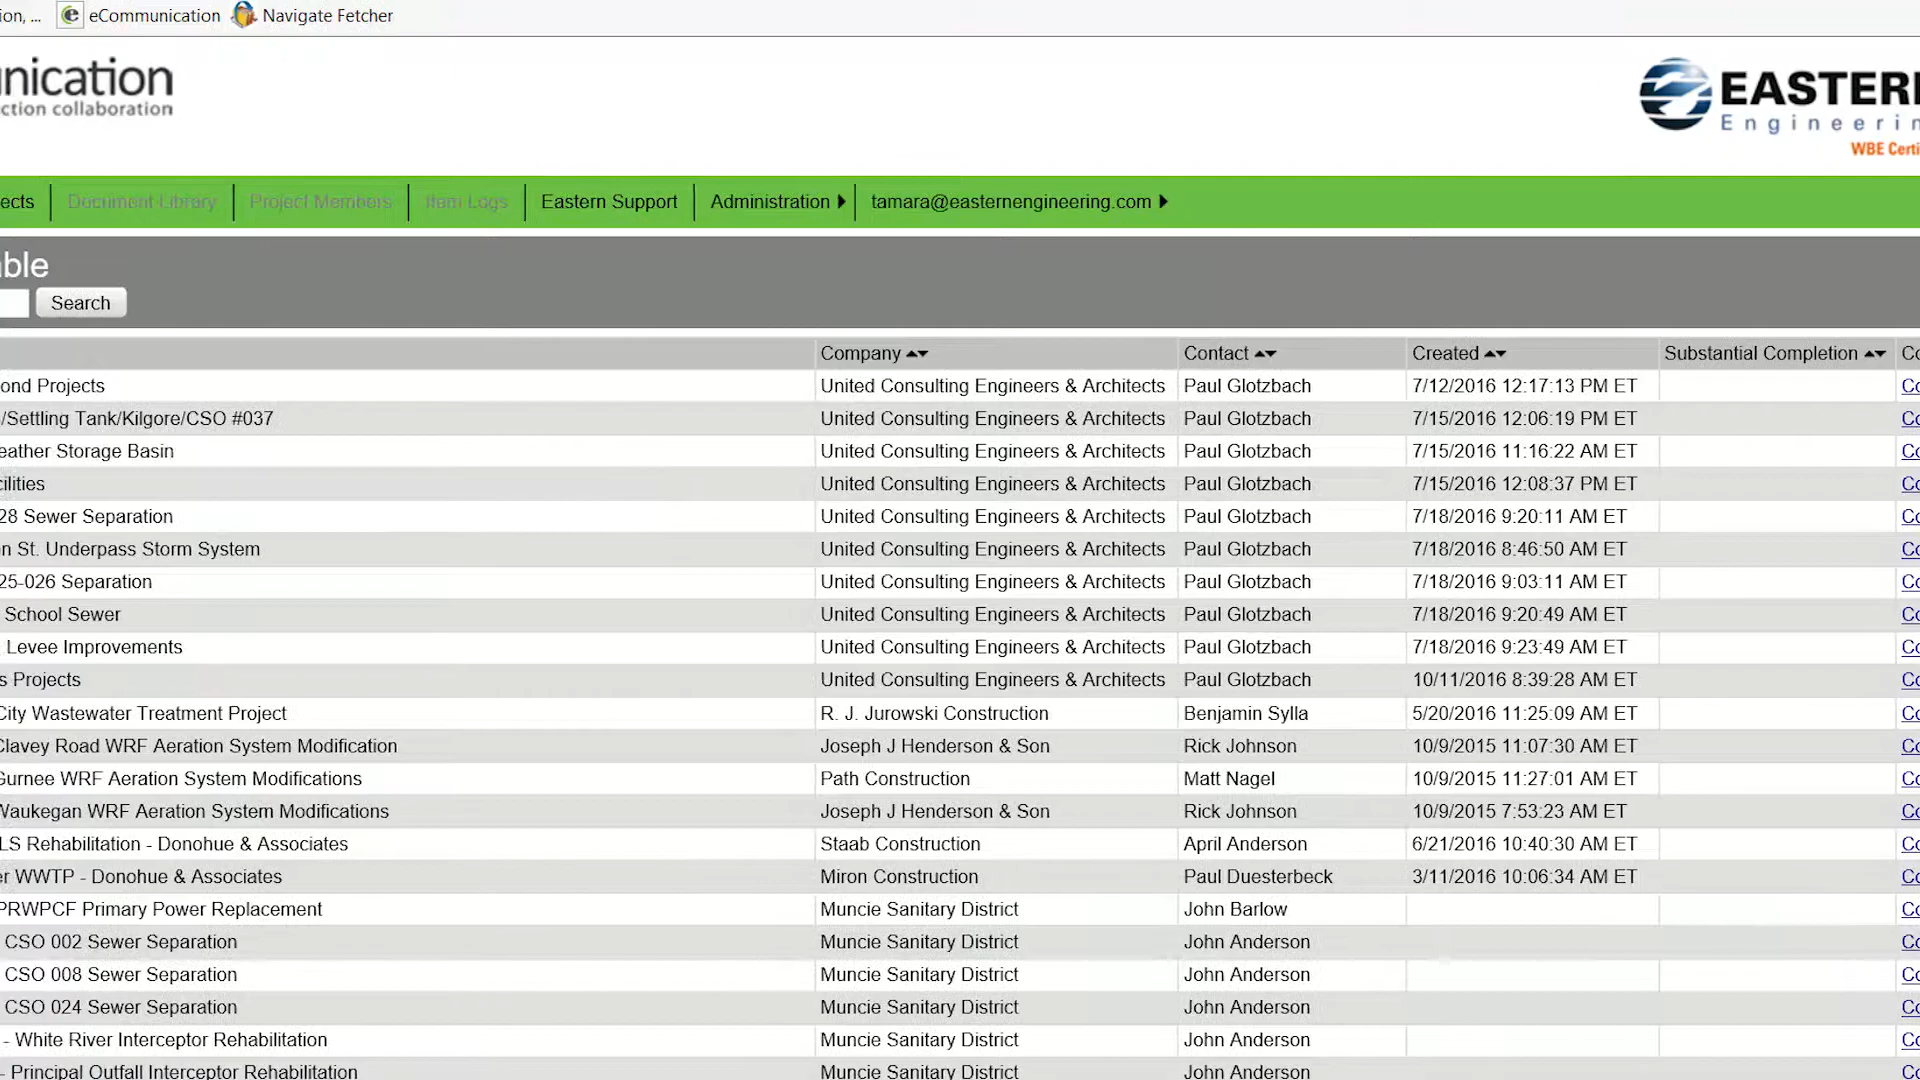 ion, ... eCommunication Navigate Fetcher
nication
ction collaboration
EASTER
Engineerin
WBE Certi
ects Document Library Project Members Item Logs Eastern Support Administration tamara@easternengineering.com
able
Search
Company Contact Created Substantial Completion Co
ond Projects United Consulting Engineers & Architects Paul Glotzbach 7/12/2016 12:17:13 PM ET Co
/Settling Tank/Kilgore/CSO #037 United Consulting Engineers & Architects Paul Glotzbach 7/15/2016 12:06:19 PM ET Co
eather Storage Basin United Consulting Engineers & Architects Paul Glotzbach 7/15/2016 11:16:22 AM ET Co
cilities United Consulting Engineers & Architects Paul Glotzbach 7/15/2016 12:08:37 PM ET Co
28 Sewer Separation United Consulting Engineers & Architects Paul Glotzbach 7/18/2016 9:20:11 AM ET Co
n St. Underpass Storm System United Consulting Engineers & Architects Paul Glotzbach 7/18/2016 8:46:50 AM ET Co
25-026 Separation United Consulting Engineers & Architects Paul Glotzbach 7/18/2016 9:03:11 AM ET Co
School Sewer United Consulting Engineers & Architects Paul Glotzbach 7/18/2016 9:20:49 AM ET Co
Levee Improvements United Consulting Engineers & Architects Paul Glotzbach 7/18/2016 9:23:49 AM ET Co
s Projects United Consulting Engineers & Architects Paul Glotzbach 10/11/2016 8:39:28 AM ET Co
City Wastewater Treatment Project R. J. Jurowski Construction Benjamin Sylla 5/20/2016 11:25:09 AM ET Co
Clavey Road WRF Aeration System Modification Joseph J Henderson & Son Rick Johnson 10/9/2015 11:07:30 AM ET Co
Gurnee WRF Aeration System Modifications Path Construction Matt Nagel 10/9/2015 11:27:01 AM ET Co
Waukegan WRF Aeration System Modifications Joseph J Henderson & Son Rick Johnson 10/9/2015 7:53:23 AM ET Co
LS Rehabilitation - Donohue & Associates Staab Construction April Anderson 6/21/2016 10:40:30 AM ET Co
er WWTP - Donohue & Associates Miron Construction Paul Duesterbeck 3/11/2016 10:06:34 AM ET Co
PRWPCF Primary Power Replacement Muncie Sanitary District John Barlow Co
CSO 002 Sewer Separation Muncie Sanitary District John Anderson Co
CSO 008 Sewer Separation Muncie Sanitary District John Anderson Co
CSO 024 Sewer Separation Muncie Sanitary District John Anderson Co
- White River Interceptor Rehabilitation Muncie Sanitary District John Anderson Co
- Principal Outfall Interceptor Rehabilitation Muncie Sanitary District John Anderson Co